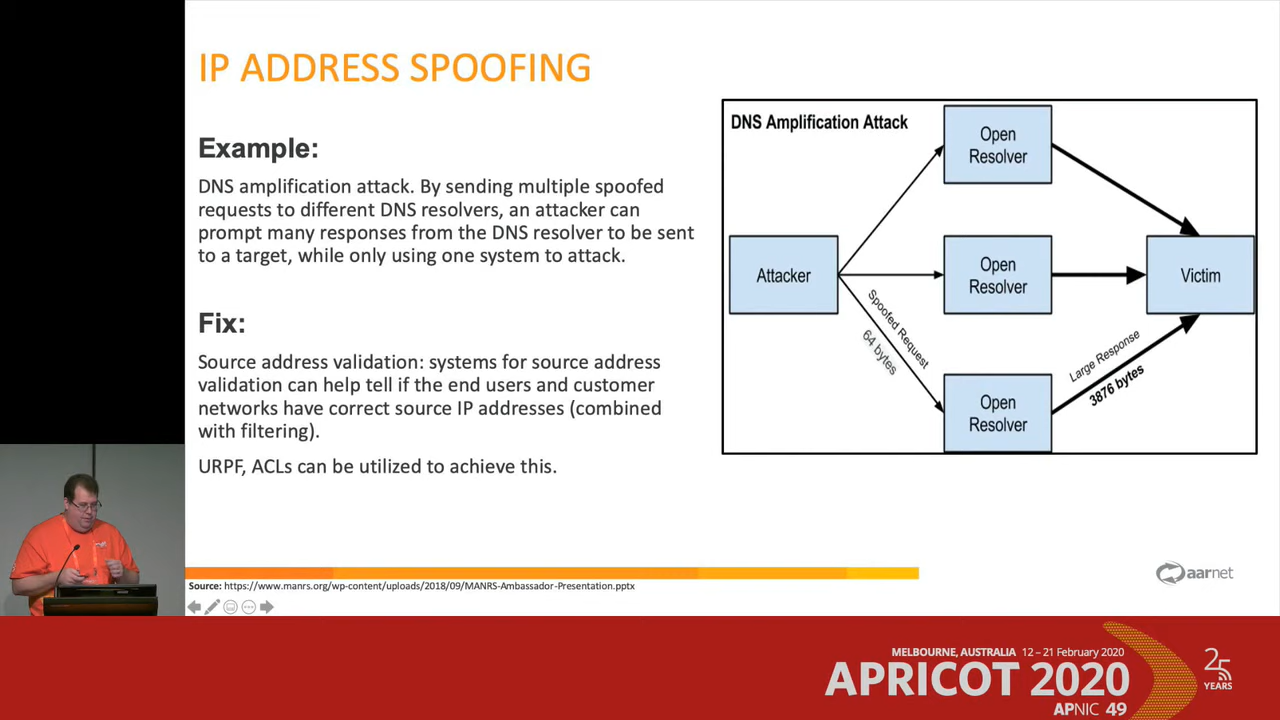 IP ADDRESS SPOOFING
Example:
DNS amplification attack. By sending multiple spoofed
requests to different DNS resolvers, an attacker can
prompt many responses from the DNS resolver to be sent
to a target, while only using one system to attack.
Fix:
Source address validation: systems for source address
validation can help tell if the end users and customer
networks have correct source IP addresses (combined
with filtering).
URPF, ACLs can be utilized to achieve this.
DNS Amplification Attack
Open
Resolver
Attacker
Open
Resolver
Victim
Spoofed Request
64 bytes
Large Response
3876 bytes
Open
Resolver
Source: https://www.manrs.org/wp-content/uploads/2018/09/MANRS-Ambassador-Presentation.pptx
aarnet
MELBOURNE, AUSTRALIA 12 – 21 February 2020
APRICOT 2020
APNIC 49
25
YEARS